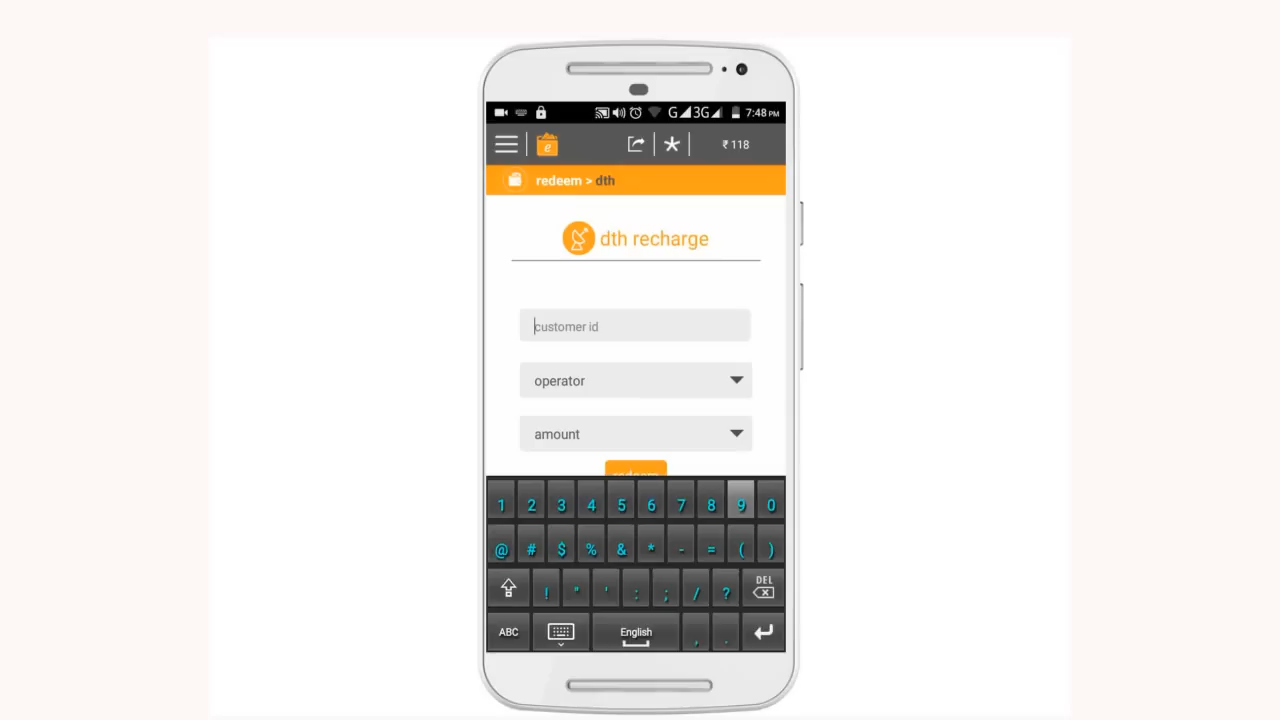 G 3G 7:48 PM
e ₹ 118
redeem > dth
dth recharge
customer id
operator
amount
redeem
1 2 3 4 5 6 7 8 9 0
@ # $ % & * - = ( )
! " ' : ; / ? DEL
ABC English , .